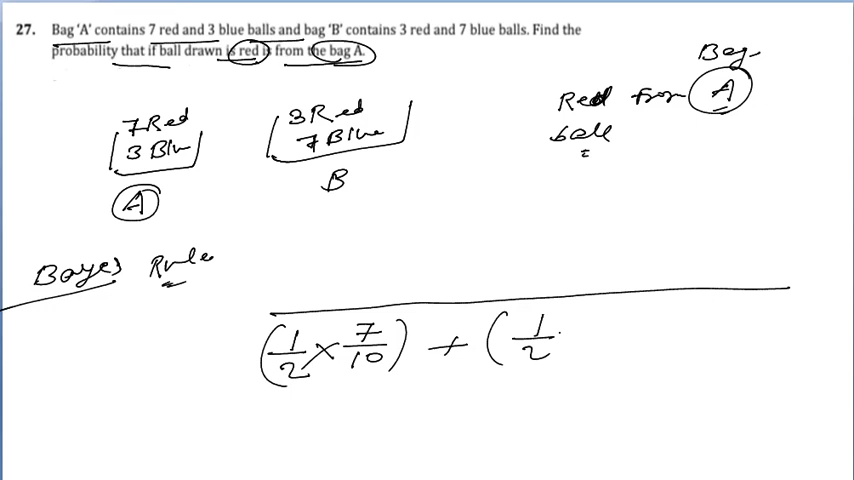 27. Bag 'A' contains 7 red and 3 blue balls and bag 'B' contains 3 red and 7 blue balls. Find the
probability that if ball drawn is red is from the bag A.
Bag
Red from A
ball
7 Red
3 Blu
A
3 Red
7 Blue
B
Bayes Rule
(1/2 × 7/10) + (1/2